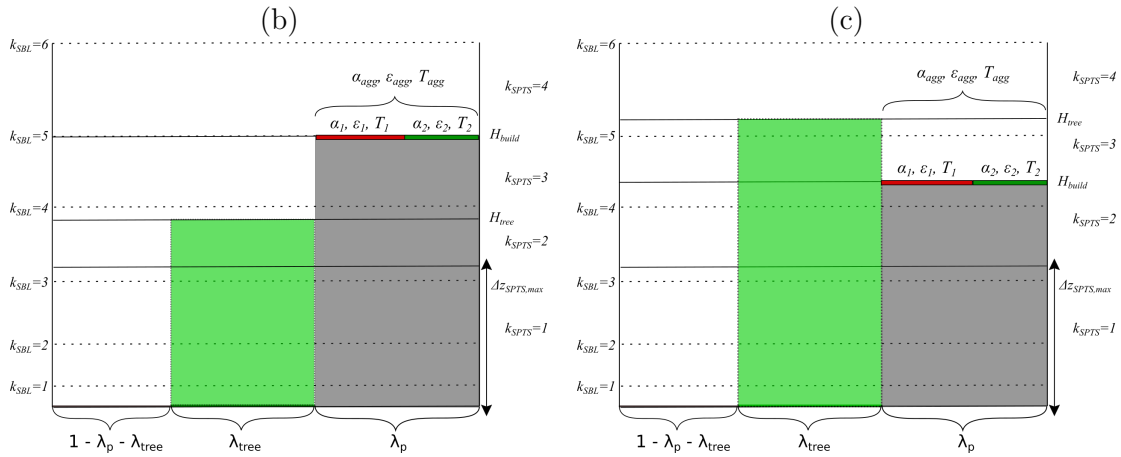 (b)
k_SBL=6
α_agg, ε_agg, T_agg
k_SPTS=4
α_1, ε_1, T_1 α_2, ε_2, T_2
k_SBL=5
H_build
k_SPTS=3
k_SBL=4
H_tree
k_SPTS=2
k_SBL=3
Δz_SPTS,max
k_SPTS=1
k_SBL=2
k_SBL=1
1 - λ_p - λ_tree
λ_tree
λ_p
(c)
k_SBL=6
α_agg, ε_agg, T_agg
k_SPTS=4
H_tree
k_SBL=5
k_SPTS=3
α_1, ε_1, T_1 α_2, ε_2, T_2
H_build
k_SBL=4
k_SPTS=2
k_SBL=3
Δz_SPTS,max
k_SPTS=1
k_SBL=2
k_SBL=1
1 - λ_p - λ_tree
λ_tree
λ_p